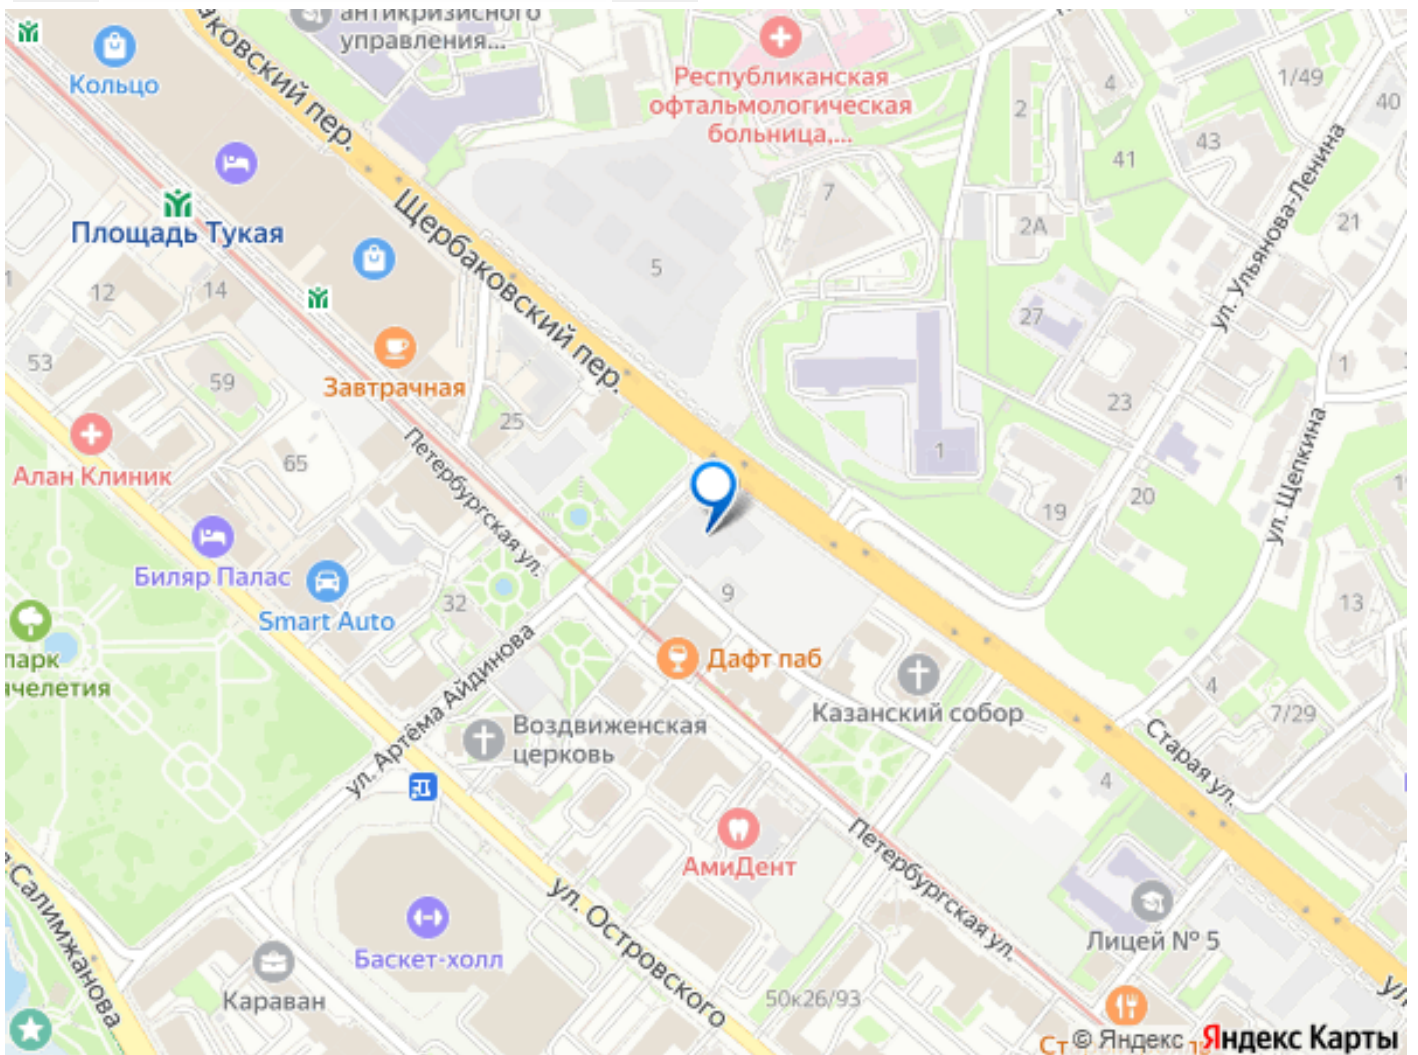 антикризисного
управления...
Кольцо
Республиканская
офтальмологическая
больница,...
1/49
40
4
2
43
41
7
2А
21
Щербаковский пер.
ул. Ульянова-Ленина
Площадь Тукая
5
12
14
27
53
59
Завтрачная
25
23
1
1
Алан Клиник
65
Петербургская ул.
19
20
ул. Щепкина
Биляр Палас
Smart Auto
32
9
13
парк
Дафт паб
ул. Артёма Айдинова
Казанский собор
4
7/29
Воздвиженская
церковь
Старая ул.
4
АмиДент
Петербургская ул.
ул. Островского
Салимжанова
Баскет-холл
Лицей № 5
Караван
50к26/93
© Яндекс Яндекс Карты